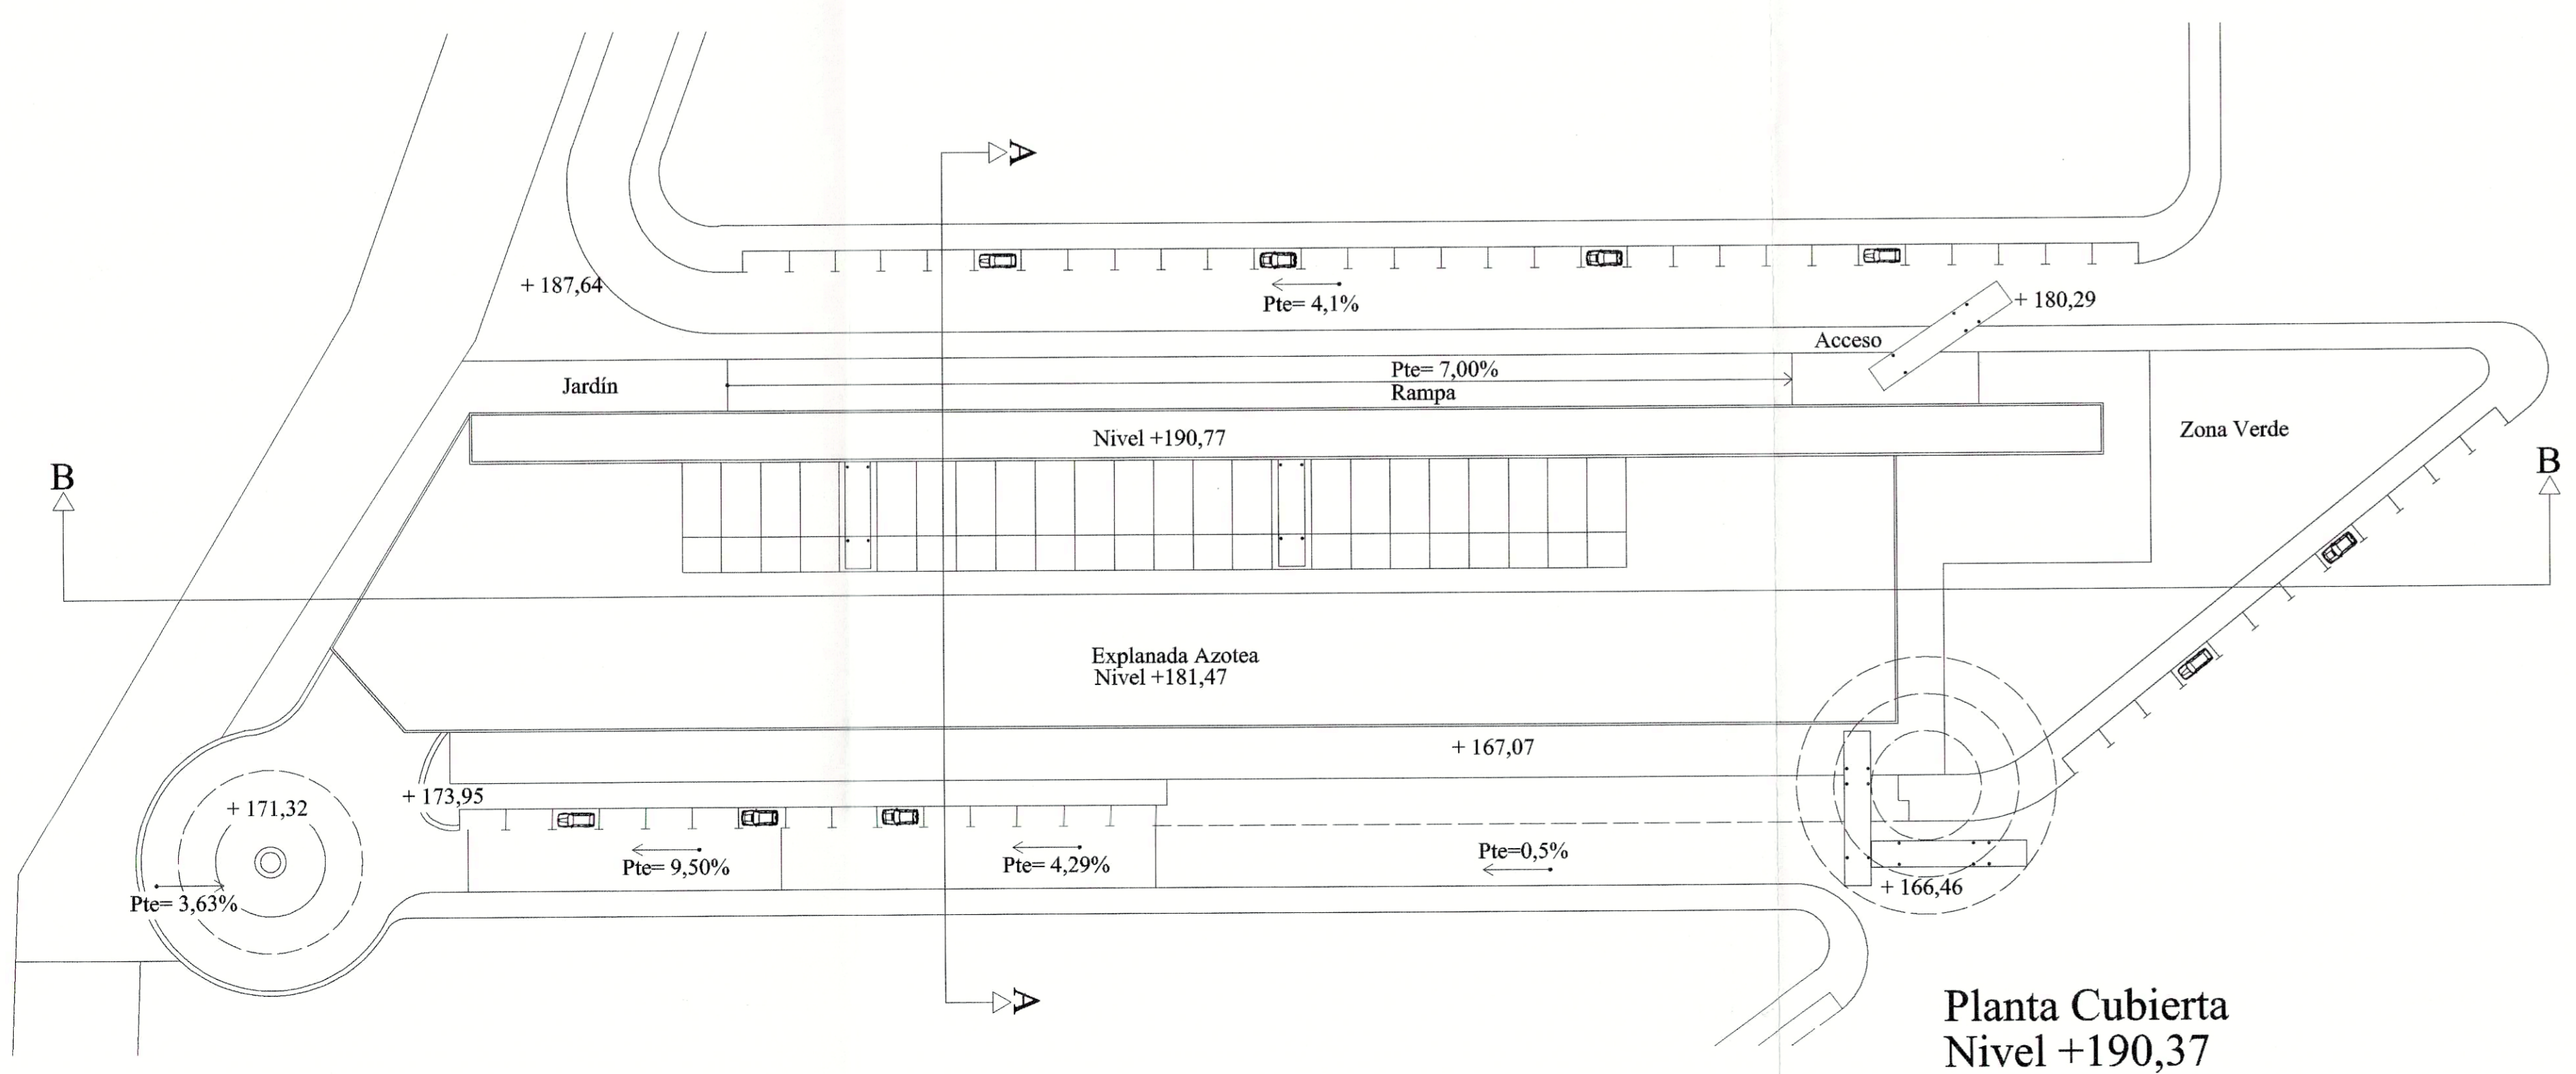 A
+ 187,64
Pte= 4,1%
+ 180,29
Acceso
Pte= 7,00%
Rampa
Jardín
Zona Verde
Nivel +190,77
B
B
Explanada Azotea
Nivel +181,47
+ 167,07
+ 173,95
+ 171,32
Pte= 9,50%
Pte= 4,29%
Pte=0,5%
+ 166,46
Pte= 3,63%
A
Planta Cubierta
Nivel +190,37